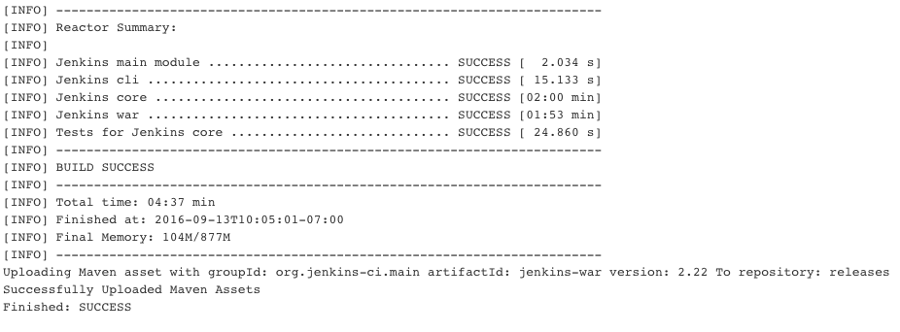 [INFO] ------------------------------------------------------------------------
[INFO] Reactor Summary:
[INFO]
[INFO] Jenkins main module ................................ SUCCESS [  2.034 s]
[INFO] Jenkins cli ........................................ SUCCESS [ 15.133 s]
[INFO] Jenkins core ....................................... SUCCESS [02:00 min]
[INFO] Jenkins war ........................................ SUCCESS [01:53 min]
[INFO] Tests for Jenkins core ............................. SUCCESS [ 24.860 s]
[INFO] ------------------------------------------------------------------------
[INFO] BUILD SUCCESS
[INFO] ------------------------------------------------------------------------
[INFO] Total time: 04:37 min
[INFO] Finished at: 2016-09-13T10:05:01-07:00
[INFO] Final Memory: 104M/877M
[INFO] ------------------------------------------------------------------------
Uploading Maven asset with groupId: org.jenkins-ci.main artifactId: jenkins-war version: 2.22 To repository: releases
Successfully Uploaded Maven Assets
Finished: SUCCESS